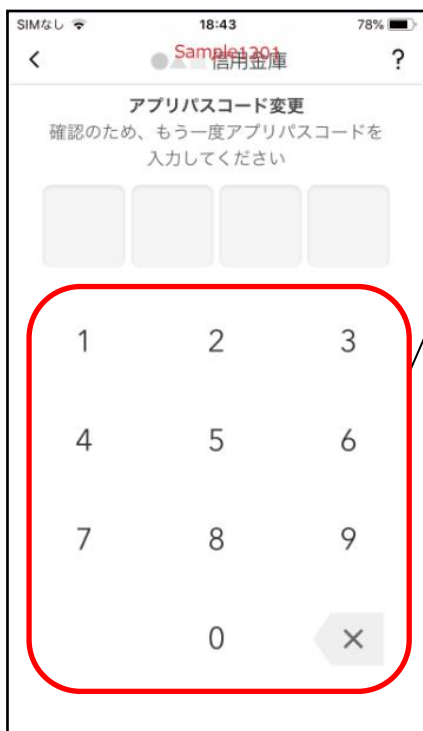 SIMなし 18:43 78%
Sample1201
●▲■信用金庫 ?
アプリパスコード変更
確認のため、もう一度アプリパスコードを
入力してください
1 2 3
4 5 6
7 8 9
0